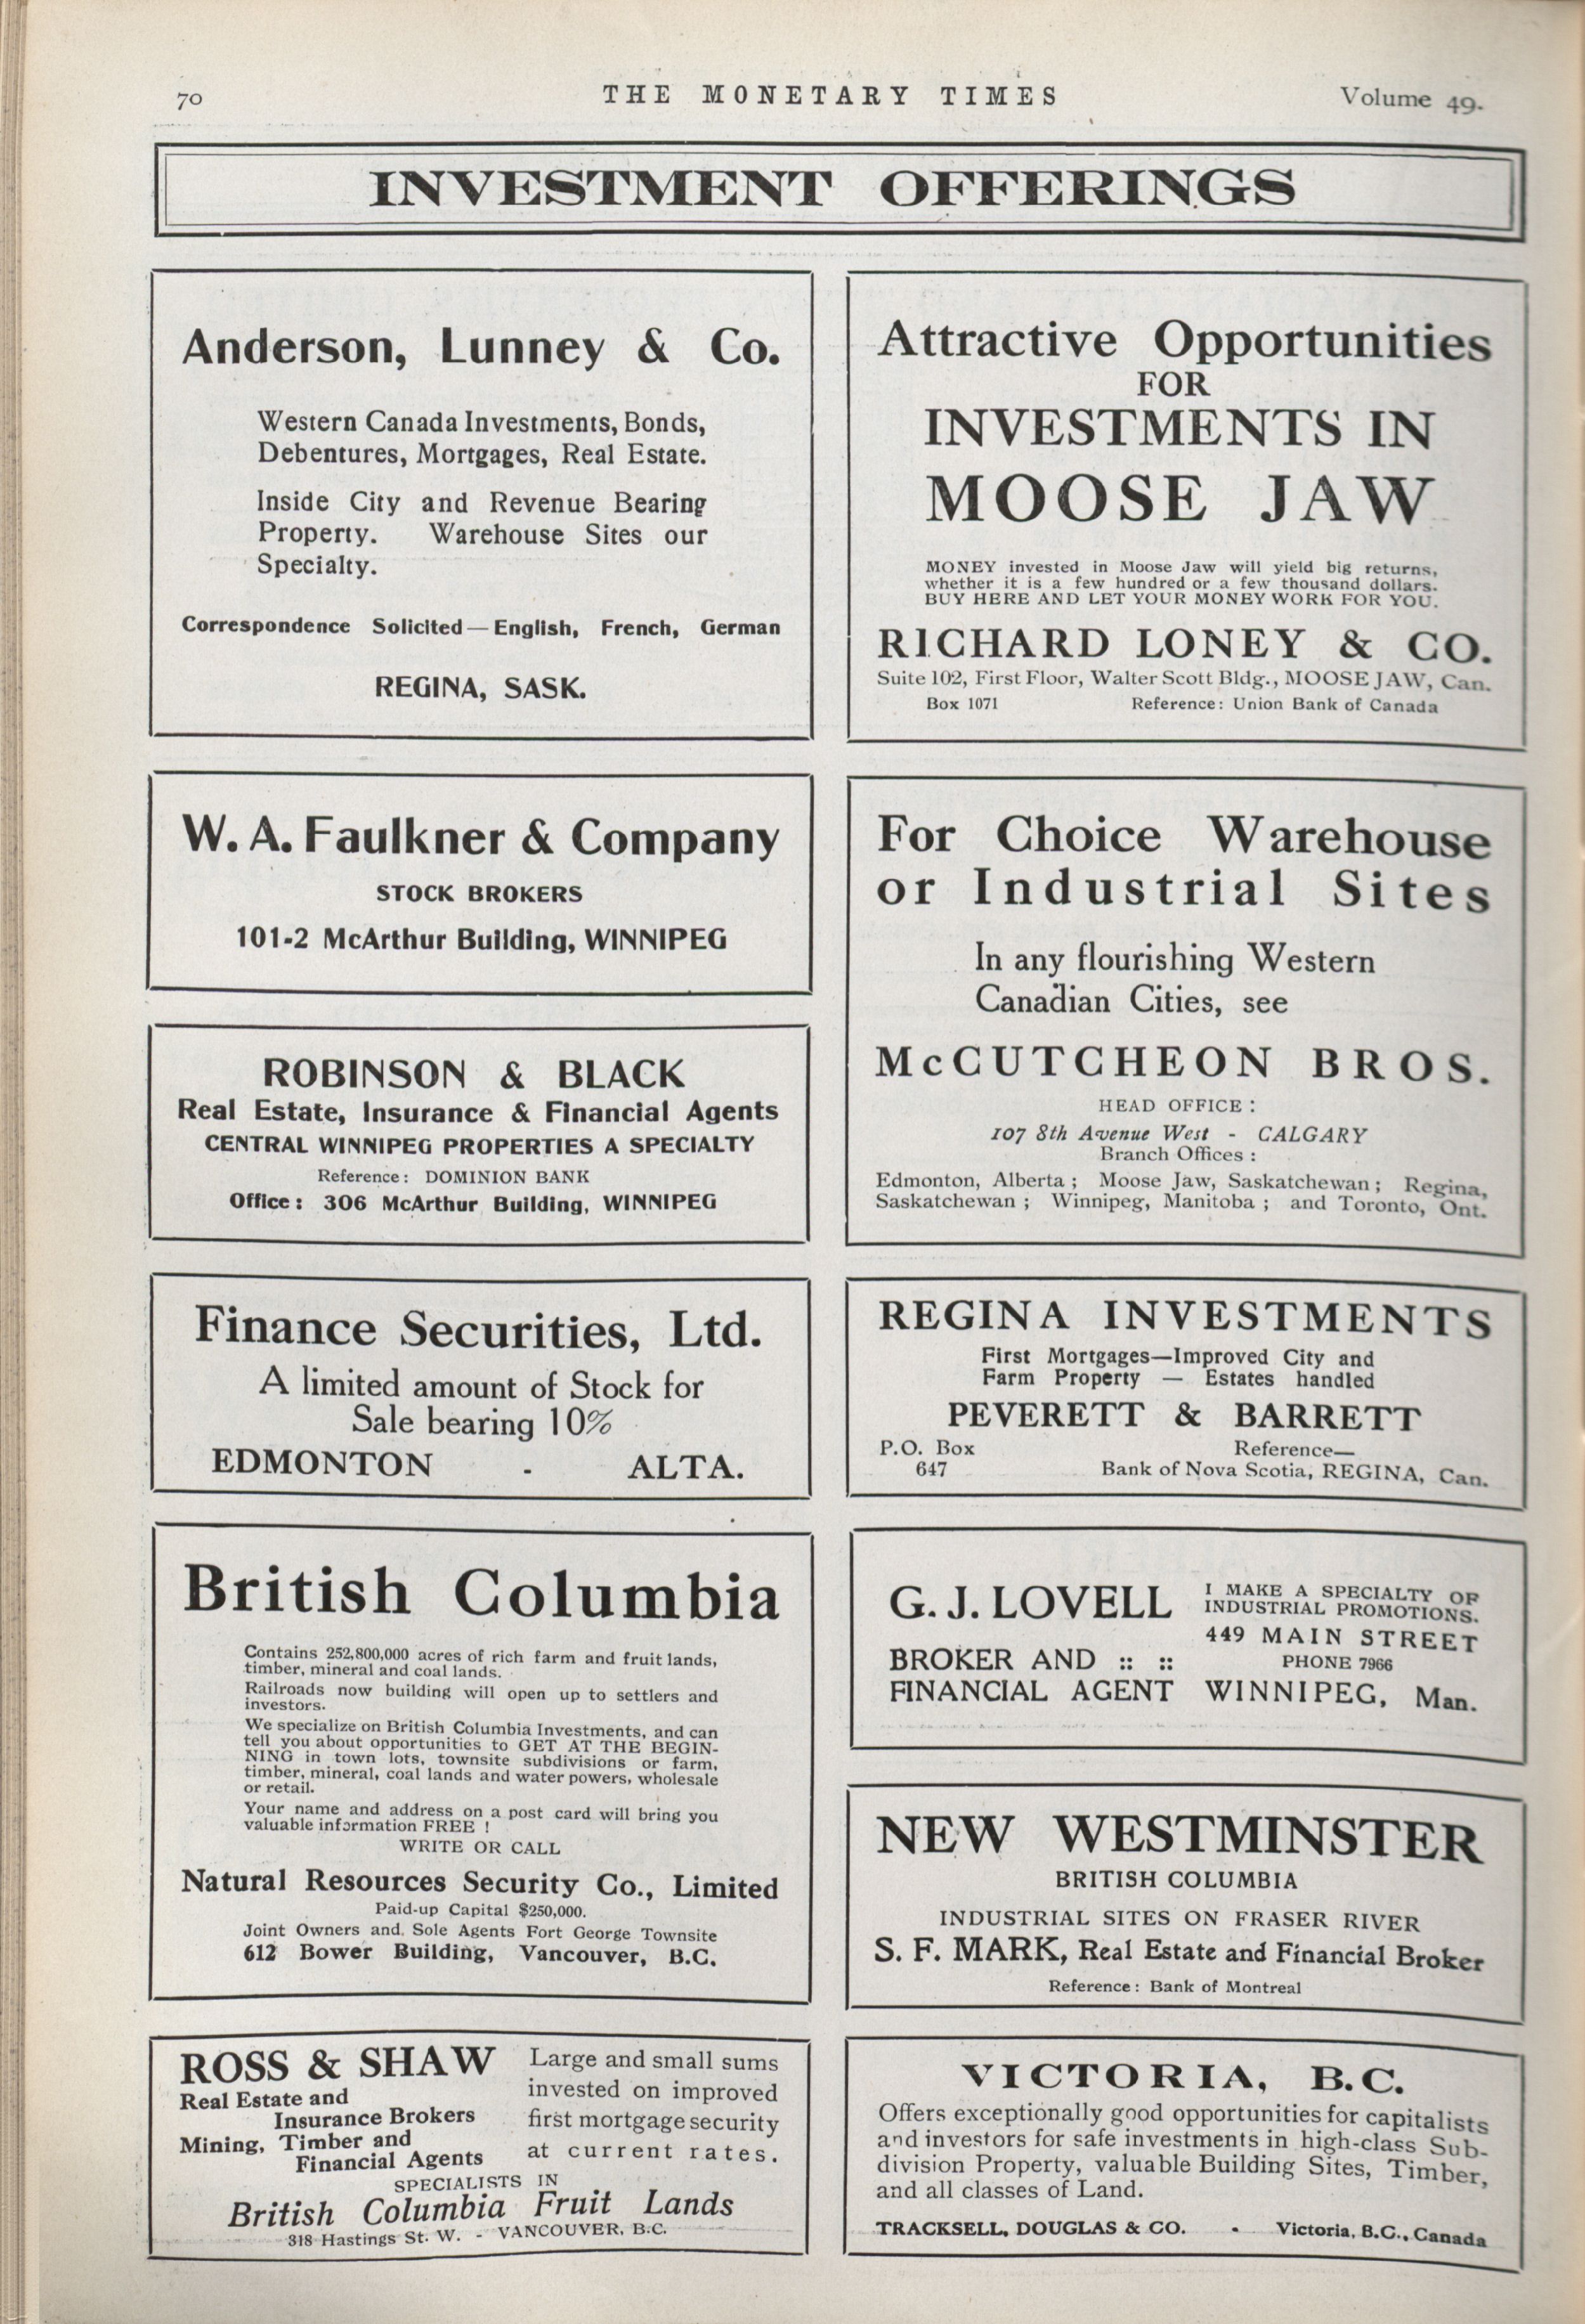 70
THE MONETARY TIMES
Volume 49.
INVESTMENT OFFERINGS
Anderson, Lunney & Co.
Western Canada Investments, Bonds,
Debentures, Mortgages, Real Estate.
Inside City and Revenue Bearing
Property. Warehouse Sites our
Specialty.
Correspondence Solicited—English, French, German
REGINA, SASK.
W. A. Faulkner & Company
STOCK BROKERS
101-2 McArthur Building, WINNIPEG
ROBINSON & BLACK
Real Estate, Insurance & Financial Agents
CENTRAL WINNIPEG PROPERTIES A SPECIALTY
Reference: DOMINION BANK
Office: 306 McArthur Building, WINNIPEG
Finance Securities, Ltd.
A limited amount of Stock for
Sale bearing 10%
EDMONTON - ALTA.
British Columbia
Contains 252,800,000 acres of rich farm and fruit lands,
timber, mineral and coal lands.
Railroads now building will open up to settlers and
investors.
We specialize on British Columbia Investments, and can
tell you about opportunities to GET AT THE BEGIN-
NING in town lots, townsite subdivisions or farm,
timber, mineral, coal lands and water powers, wholesale
or retail.
Your name and address on a post card will bring you
valuable information FREE !
WRITE OR CALL
Natural Resources Security Co., Limited
Paid-up Capital $250,000.
Joint Owners and Sole Agents Fort George Townsite
612 Bower Building, Vancouver, B.C.
ROSS & SHAW
Real Estate and
Insurance Brokers
Mining, Timber and
Financial Agents
Large and small sums
invested on improved
first mortgage security
at current rates.
SPECIALISTS IN
British Columbia Fruit Lands
318 Hastings St. W. - VANCOUVER, B.C.
Attractive Opportunities
FOR
INVESTMENTS IN
MOOSE JAW
MONEY invested in Moose Jaw will yield big returns,
whether it is a few hundred or a few thousand dollars.
BUY HERE AND LET YOUR MONEY WORK FOR YOU.
RICHARD LONEY & CO.
Suite 102, First Floor, Walter Scott Bldg., MOOSE JAW, Can.
Box 1071 Reference: Union Bank of Canada
For Choice Warehouse
or Industrial Sites
In any flourishing Western
Canadian Cities, see
McCUTCHEON BROS.
HEAD OFFICE :
107 8th Avenue West - CALGARY
Branch Offices :
Edmonton, Alberta ; Moose Jaw, Saskatchewan ; Regina,
Saskatchewan ; Winnipeg, Manitoba ; and Toronto, Ont.
REGINA INVESTMENTS
First Mortgages—Improved City and
Farm Property — Estates handled
PEVERETT & BARRETT
P.O. Box
647
Reference—
Bank of Nova Scotia, REGINA, Can.
G. J. LOVELL
BROKER AND :: ::
FINANCIAL AGENT
I MAKE A SPECIALTY OF
INDUSTRIAL PROMOTIONS.
449 MAIN STREET
PHONE 7966
WINNIPEG, Man.
NEW WESTMINSTER
BRITISH COLUMBIA
INDUSTRIAL SITES ON FRASER RIVER
S. F. MARK, Real Estate and Financial Broker
Reference: Bank of Montreal
VICTORIA, B.C.
Offers exceptionally good opportunities for capitalists
and investors for safe investments in high-class Sub-
division Property, valuable Building Sites, Timber,
and all classes of Land.
TRACKSELL, DOUGLAS & CO. - Victoria, B.C., Canada